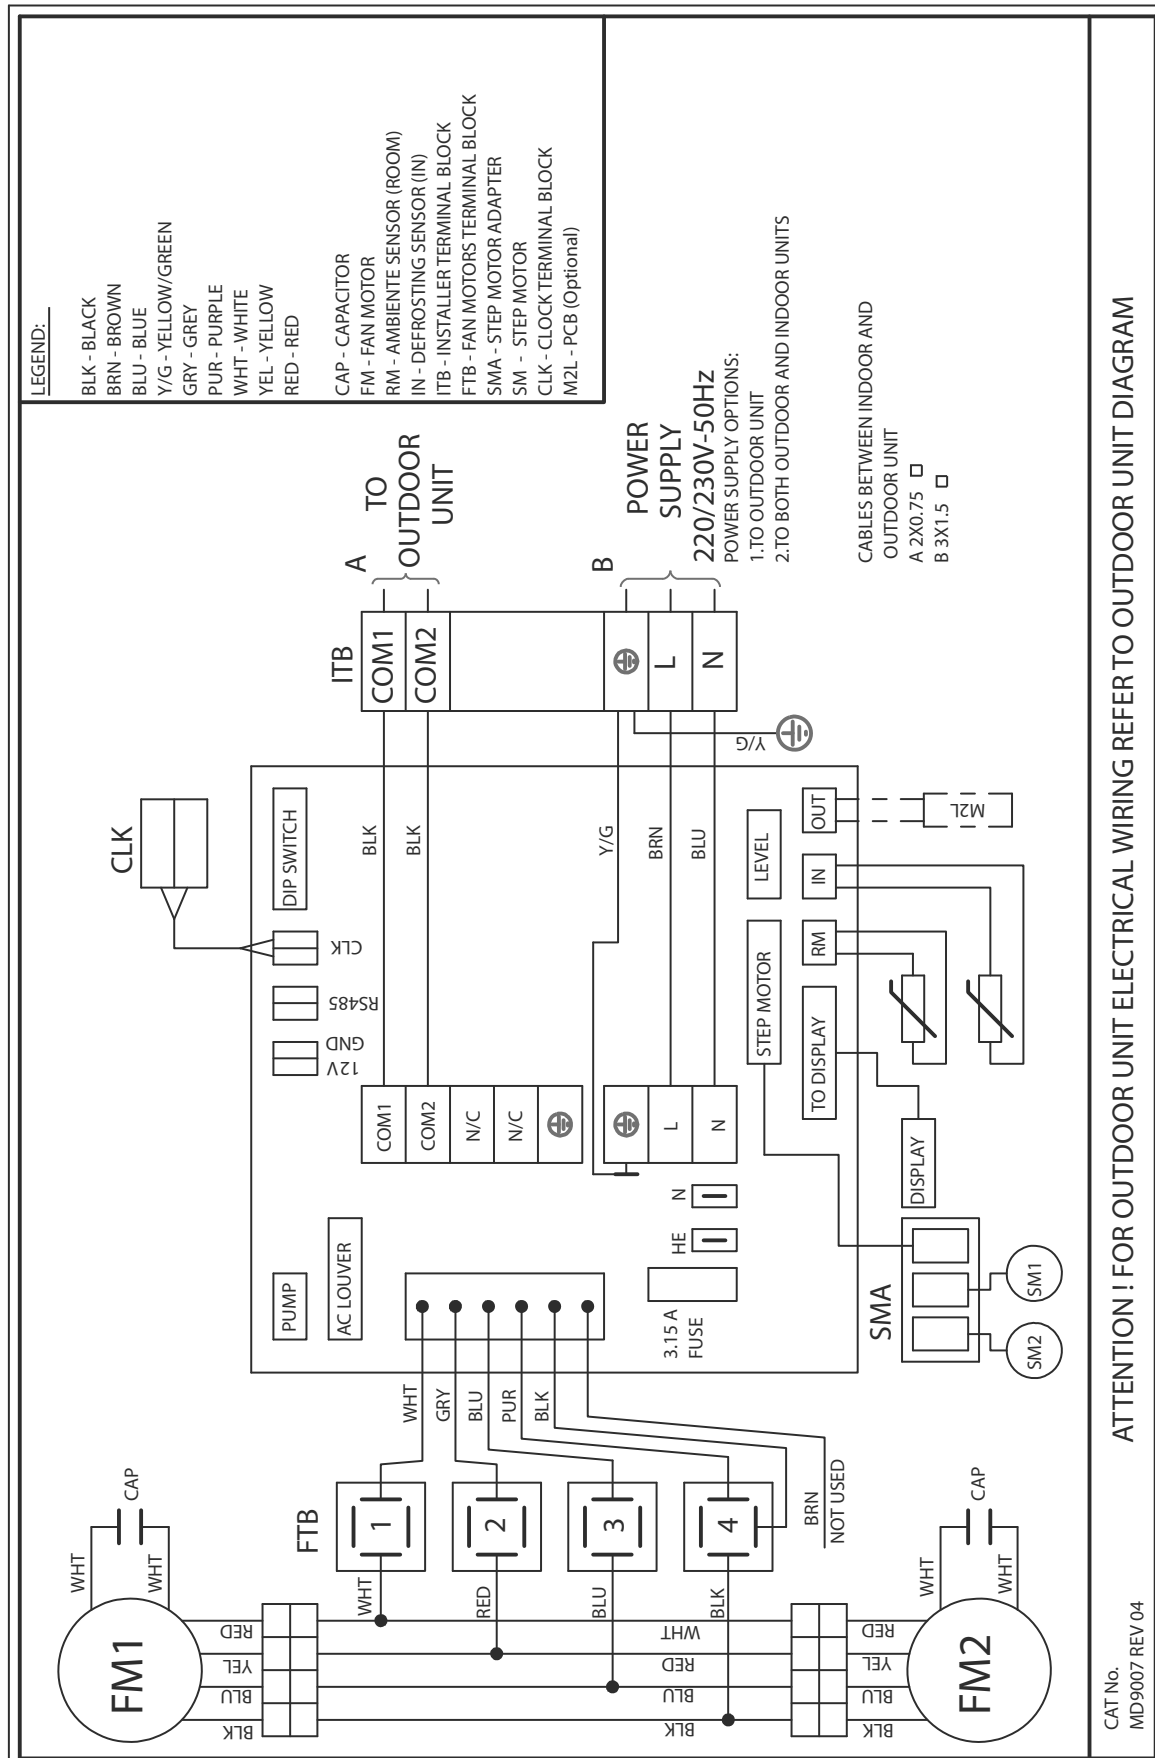 LEGEND:
BLK - BLACK
BRN - BROWN
BLU - BLUE
Y/G - YELLOW/GREEN
GRY - GREY
PUR - PURPLE
WHT - WHITE
YEL - YELLOW
RED - RED
CAP - CAPACITOR
FM - FAN MOTOR
RM - AMBIENTE SENSOR (ROOM)
IN - DEFROSTING SENSOR (IN)
ITB - INSTALLER TERMINAL BLOCK
FTB - FAN MOTORS TERMINAL BLOCK
SMA - STEP MOTOR ADAPTER
SM - STEP MOTOR
CLK - CLOCK TERMINAL BLOCK
M2L - PCB (Optional)
FM1
WHT
WHT
CAP
RED
YEL
BLU
BLK
FTB
1
2
3
4
WHT
RED
BLU
BLK
WHT
RED
BLU
BLK
WHT
GRY
BLU
PUR
BLK
BRN
NOT USED
FM2
WHT
WHT
CAP
RED
YEL
BLU
BLK
PUMP
AC LOUVER
3.15 A
FUSE
HE
N
12V
GND
RS485
CLK
DIP SWITCH
CLK
COM1
COM2
N/C
N/C
L
N
BLK
BLK
Y/G
BRN
BLU
Y/G
ITB
COM1
COM2
L
N
A
TO
OUTDOOR
UNIT
B
POWER
SUPPLY
220/230V-50Hz
POWER SUPPLY OPTIONS:
1.TO OUTDOOR UNIT
2.TO BOTH OUTDOOR AND INDOOR UNITS
CABLES BETWEEN INDOOR AND
OUTDOOR UNIT
A 2X0.75
B 3X1.5
STEP MOTOR
LEVEL
TO DISPLAY
RM
IN
OUT
M2L
DISPLAY
SMA
SM2
SM1
CAT No.
MD9007 REV 04
ATTENTION ! FOR OUTDOOR UNIT ELECTRICAL WIRING REFER TO OUTDOOR UNIT DIAGRAM